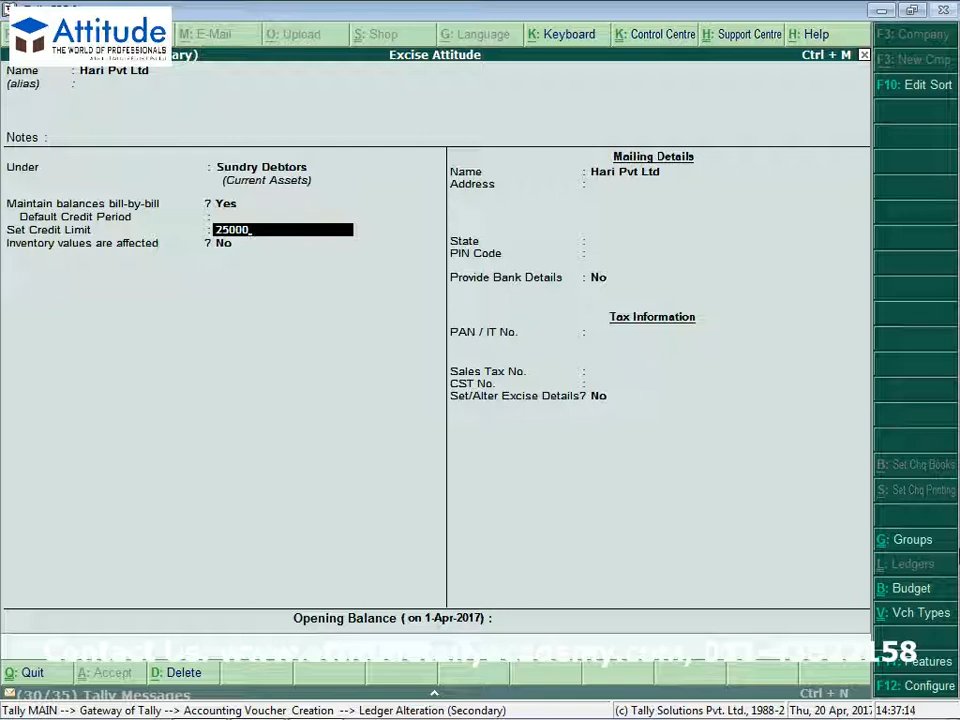 Attitude
THE WORLD OF PROFESSIONALS
M: E-Mail
O: Upload
S: Shop
G: Language
K: Keyboard
K: Control Centre
H: Support Centre
H: Help
F3: Company
Excise Attitude
Ctrl + M
F3: New Cmp
F10: Edit Sort
Name : Hari Pvt Ltd
(alias) :
Notes :
Under : Sundry Debtors
(Current Assets)
Maintain balances bill-by-bill ? Yes
Default Credit Period :
Set Credit Limit : 25000_
Inventory values are affected ? No
Mailing Details
Name : Hari Pvt Ltd
Address :
State :
PIN Code :
Provide Bank Details : No
Tax Information
PAN / IT No. :
Sales Tax No. :
CST No. :
Set/Alter Excise Details? No
B: Set Chq Books
S: Set Chq Printing
G: Groups
L: Ledgers
B: Budget
V: Vch Types
Features
F12: Configure
Opening Balance ( on 1-Apr-2017) :
Q: Quit
A: Accept
D: Delete
(30/35) Tally Messages
Ctrl + N
Tally MAIN --> Gateway of Tally --> Accounting Voucher Creation --> Ledger Alteration (Secondary)
(c) Tally Solutions Pvt. Ltd., 1988-2
Thu, 20 Apr, 2017
14:37:14